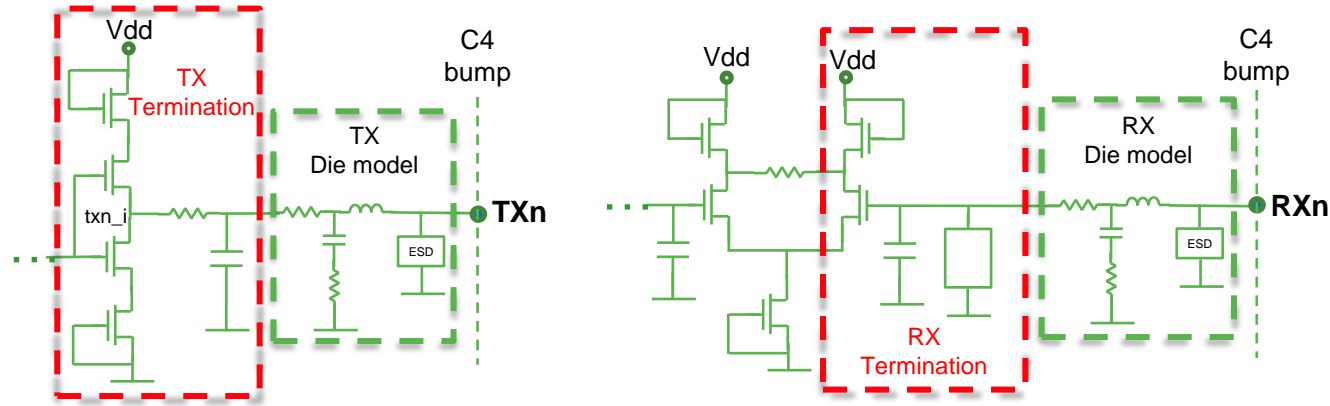 Vdd
TX
Termination
C4
bump
TX
Die model
txn_i
ESD
TXn
Vdd
Vdd
C4
bump
RX
Die model
ESD
RXn
RX
Termination